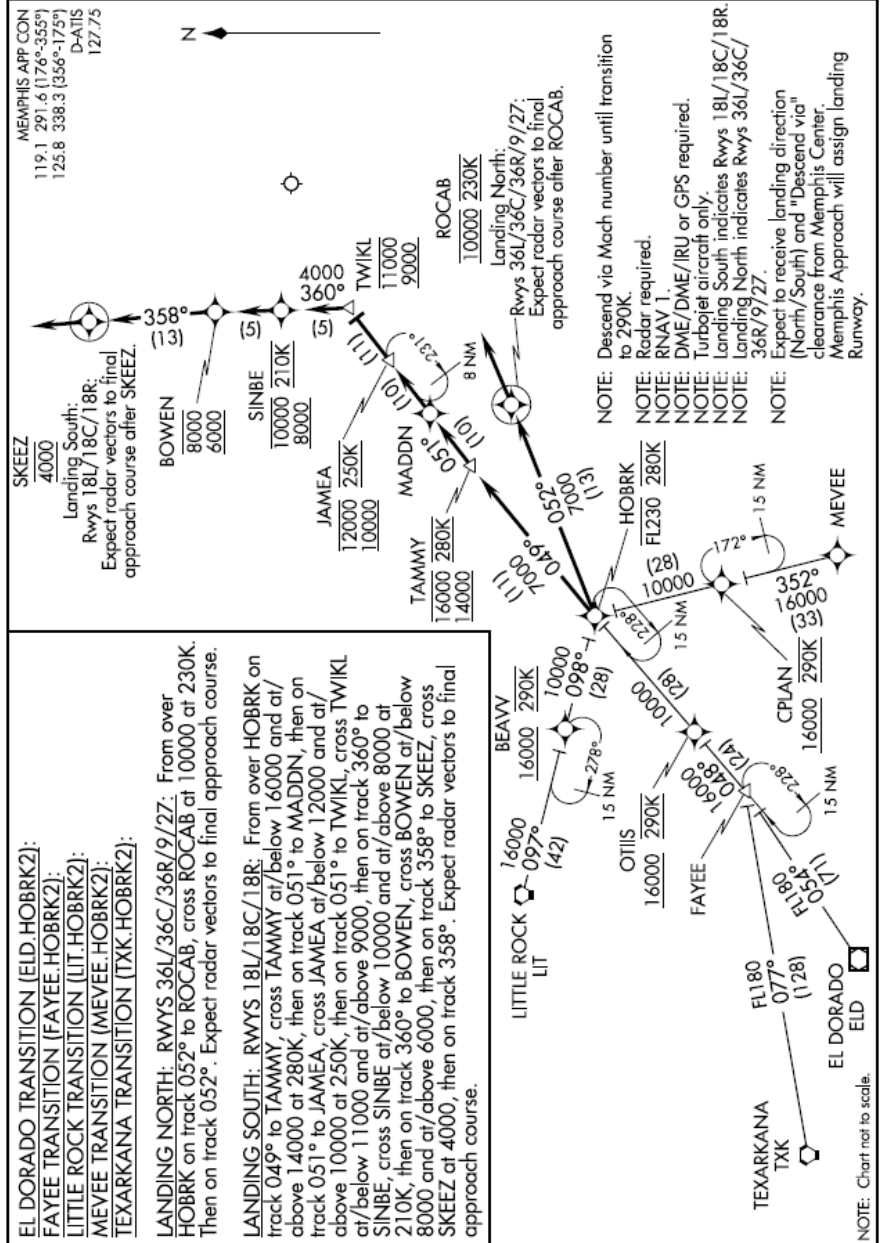 EL DORADO TRANSITION (ELD.HOBRK2):
FAYEE TRANSITION (FAYEE.HOBRK2):
LITTLE ROCK TRANSITION (LIT.HOBRK2):
MEVEE TRANSITION (MEVEE.HOBRK2):
TEXARKANA TRANSITION (TXK.HOBRK2):
LANDING NORTH: RWYS 36L/36C/36R/9/27: From over
HOBRK on track 052° to ROCAB, cross ROCAB at 10000 at 230K.
Then on track 052°. Expect radar vectors to final approach course.
LANDING SOUTH: RWYS 18L/18C/18R: From over HOBRK on
track 049° to TAMMY, cross TAMMY at/below 16000 and at/
above 14000 at 280K, then on track 051° to MADDN, then on
track 051° to JAMEA, cross JAMEA at/below 12000 and at/
above 10000 at 250K, then on track 051° to TWIKL, cross TWIKL
at/below 11000 and at/above 9000, then on track 360° to
SINBE, cross SINBE at/below 10000 and at/above 8000 at
210K, then on track 360° to BOWEN, cross BOWEN at/below
8000 and at/above 6000, then on track 358° to SKEEZ, cross
SKEEZ at 4000, then on track 358°. Expect radar vectors to final
approach course.
MEMPHIS APP CON
119.1 291.6 (176°-355°)
125.8 338.3 (356°-175°)
D-ATIS
127.75
N
SKEEZ
4000
Landing South:
Rwys 18L/18C/18R:
Expect radar vectors to final
approach course after SKEEZ.
358°
(13)
BOWEN
8000
6000
(5)
SINBE
10000 210K
8000
4000
360°
(5)
TWIKL
11000
9000
(11)
JAMEA
12000 250K
10000
(10)
231°
8 NM
MADDN
051°
(10)
TAMMY
16000 280K
14000
ROCAB
10000 230K
Landing North:
Rwys 36L/36C/36R/9/27:
Expect radar vectors to final
approach course after ROCAB.
049°
7000
(11)
052°
7000
(13)
HOBRK
FL230 280K
228°
15 NM
BEAVV
16000 290K
10000
098°
(28)
278°
15 NM
LITTLE ROCK
LIT
16000
097°
(42)
10000
(28)
OTIIS
16000 290K
16000
048°
(24)
FAYEE
228°
15 NM
(28)
10000
172°
15 NM
CPLAN
16000 290K
352°
16000
(33)
MEVEE
FL180
054°
(71)
EL DORADO
ELD
FL180
077°
(128)
TEXARKANA
TXK
NOTE: Descend via Mach number until transition
to 290K.
NOTE: Radar required.
NOTE: RNAV 1.
NOTE: DME/DME/IRU or GPS required.
NOTE: Turbojet aircraft only.
NOTE: Landing South indicates Rwys 18L/18C/18R.
NOTE: Landing North indicates Rwys 36L/36C/
36R/9/27.
NOTE: Expect to receive landing direction
(North/South) and "Descend via"
clearance from Memphis Center.
Memphis Approach will assign landing
Runway.
NOTE: Chart not to scale.